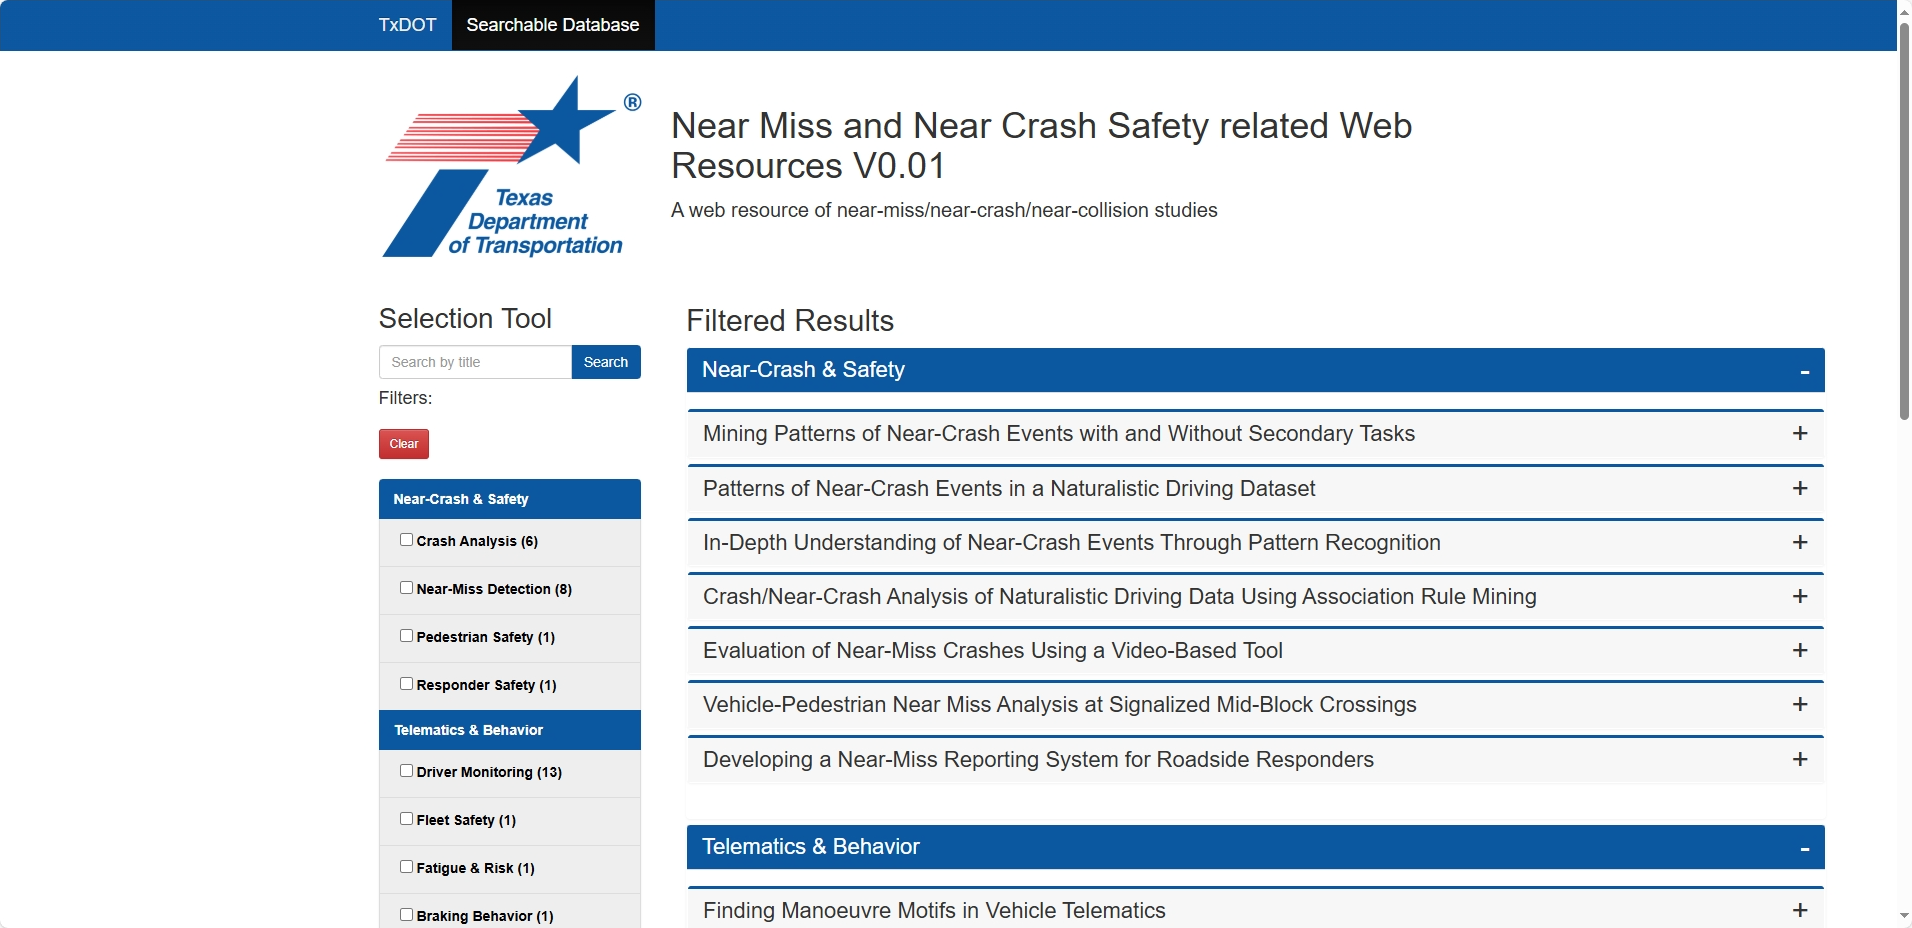 TxDOT
Searchable Database
®
Texas
Department
of Transportation
Near Miss and Near Crash Safety related Web
Resources V0.01
A web resource of near-miss/near-crash/near-collision studies
Selection Tool
Search by title
Search
Filters:
Clear
Near-Crash & Safety
Crash Analysis (6)
Near-Miss Detection (8)
Pedestrian Safety (1)
Responder Safety (1)
Telematics & Behavior
Driver Monitoring (13)
Fleet Safety (1)
Fatigue & Risk (1)
Braking Behavior (1)
Filtered Results
Near-Crash & Safety -
Mining Patterns of Near-Crash Events with and Without Secondary Tasks +
Patterns of Near-Crash Events in a Naturalistic Driving Dataset +
In-Depth Understanding of Near-Crash Events Through Pattern Recognition +
Crash/Near-Crash Analysis of Naturalistic Driving Data Using Association Rule Mining +
Evaluation of Near-Miss Crashes Using a Video-Based Tool +
Vehicle-Pedestrian Near Miss Analysis at Signalized Mid-Block Crossings +
Developing a Near-Miss Reporting System for Roadside Responders +
Telematics & Behavior -
Finding Manoeuvre Motifs in Vehicle Telematics +